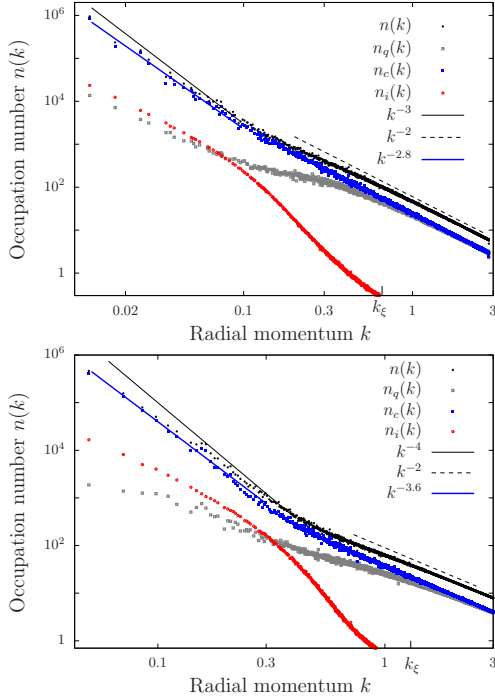 Occupation number n(k)
10^6
10^4
10^2
1
n(k)
n_q(k)
n_c(k)
n_i(k)
k^{-3}
k^{-2}
k^{-2.8}
0.02
0.1
0.3
k_ξ
1
3
Radial momentum k
Occupation number n(k)
10^6
10^4
10^2
1
n(k)
n_q(k)
n_c(k)
n_i(k)
k^{-4}
k^{-2}
k^{-3.6}
0.1
0.3
1
k_ξ
3
Radial momentum k